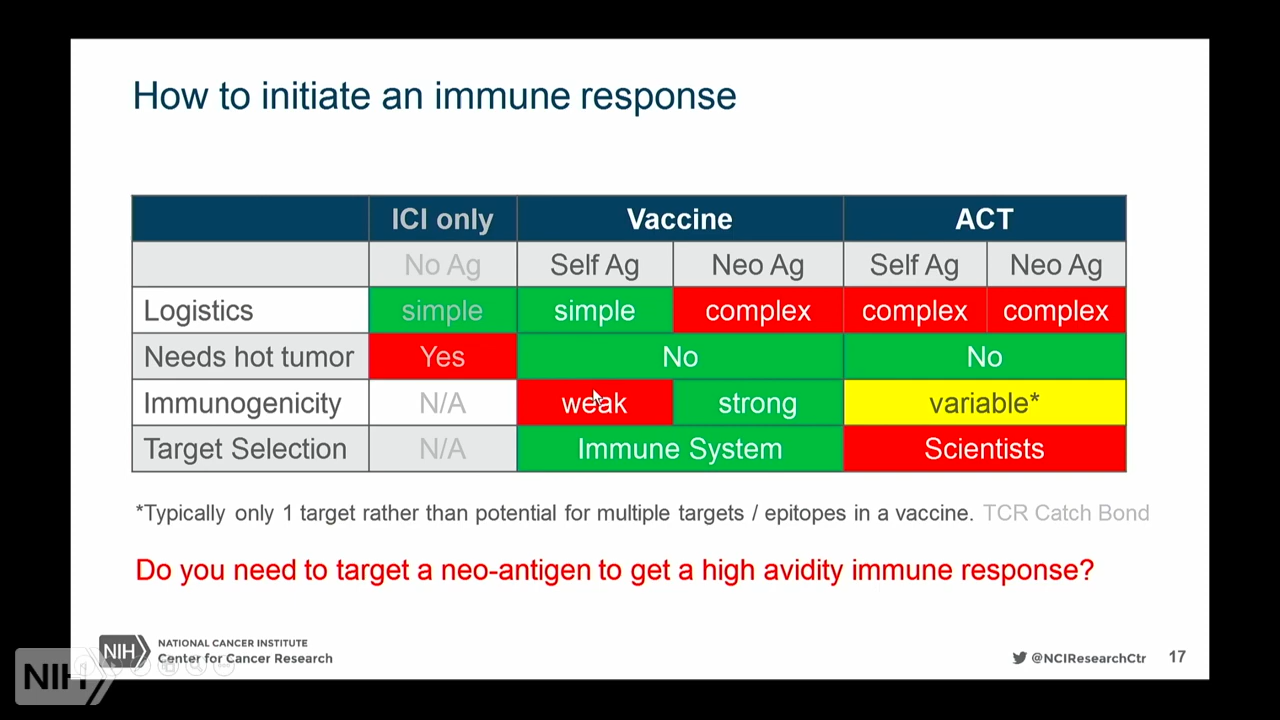 How to initiate an immune response
ICI only Vaccine ACT
No Ag Self Ag Neo Ag Self Ag Neo Ag
Logistics simple simple complex complex complex
Needs hot tumor Yes No No
Immunogenicity N/A weak strong variable*
Target Selection N/A Immune System Scientists
*Typically only 1 target rather than potential for multiple targets / epitopes in a vaccine. TCR Catch Bond
Do you need to target a neo-antigen to get a high avidity immune response?
NIH NATIONAL CANCER INSTITUTE
Center for Cancer Research
@NCIResearchCtr 17
NIH